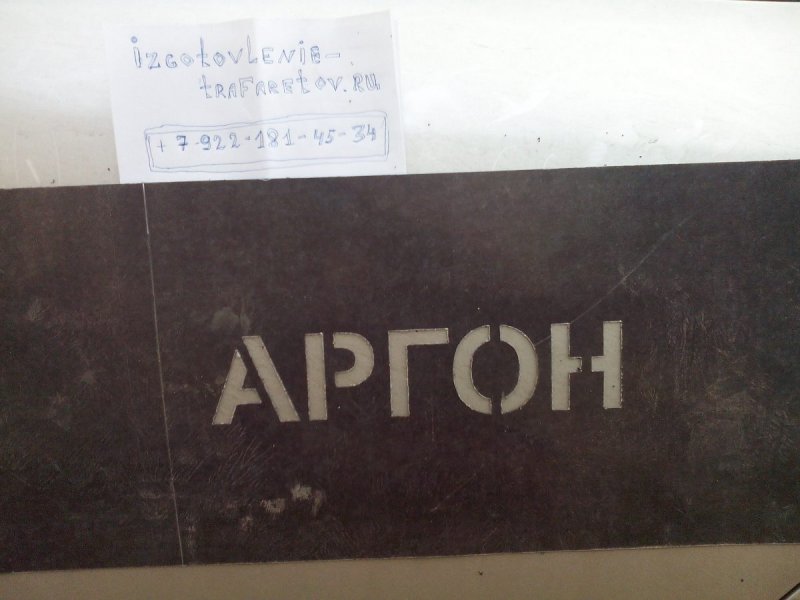 izgotovlenie-
trafaretov.ru
+7-922-181-45-34
АРГОН